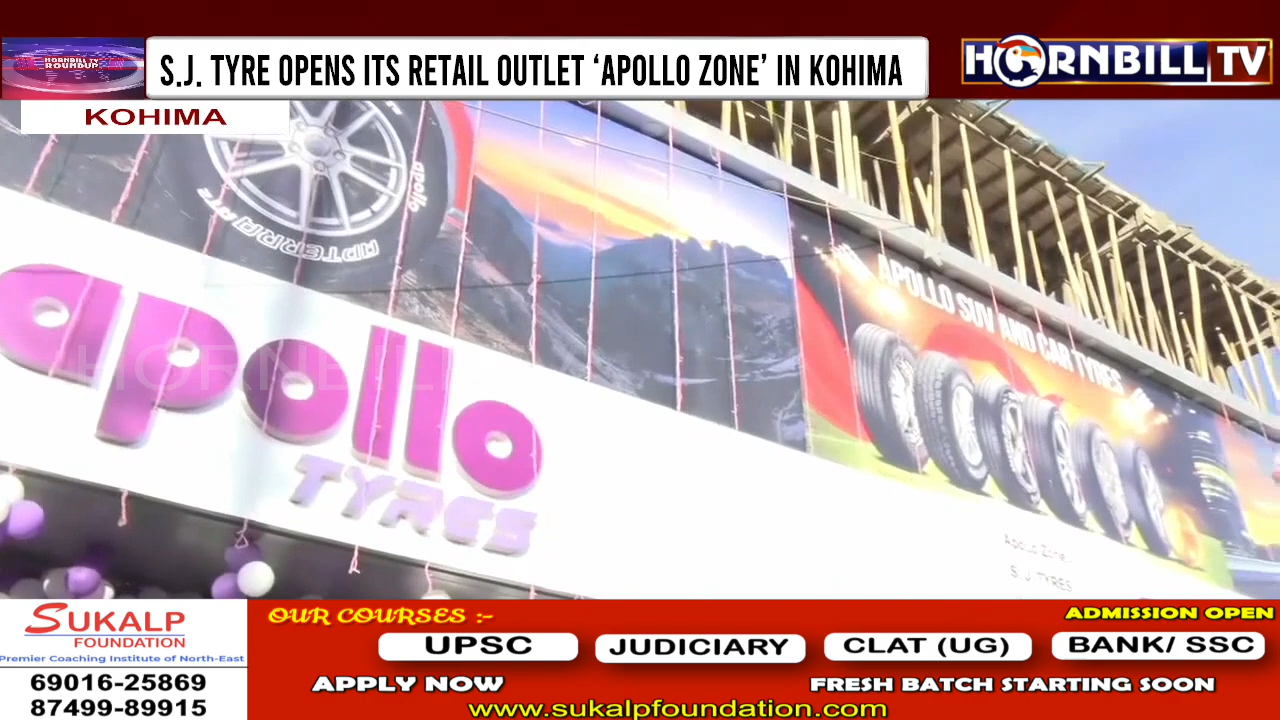 HORNBILL TV
ROUNDUP
S.J. TYRE OPENS ITS RETAIL OUTLET ‘APOLLO ZONE’ IN KOHIMA
HORNBILL TV
KOHIMA
apollo
APTERRA AT2
APOLLO SUV AND CAR TYRES
apollo
TYRES
HORNBILL
Apollo Zone
S.J. TYRES
SUKALP
FOUNDATION
Premier Coaching Institute of North-East
69016-25869
87499-89915
OUR COURSES :-
ADMISSION OPEN
UPSC
JUDICIARY
CLAT (UG)
BANK/ SSC
APPLY NOW
FRESH BATCH STARTING SOON
www.sukalpfoundation.com